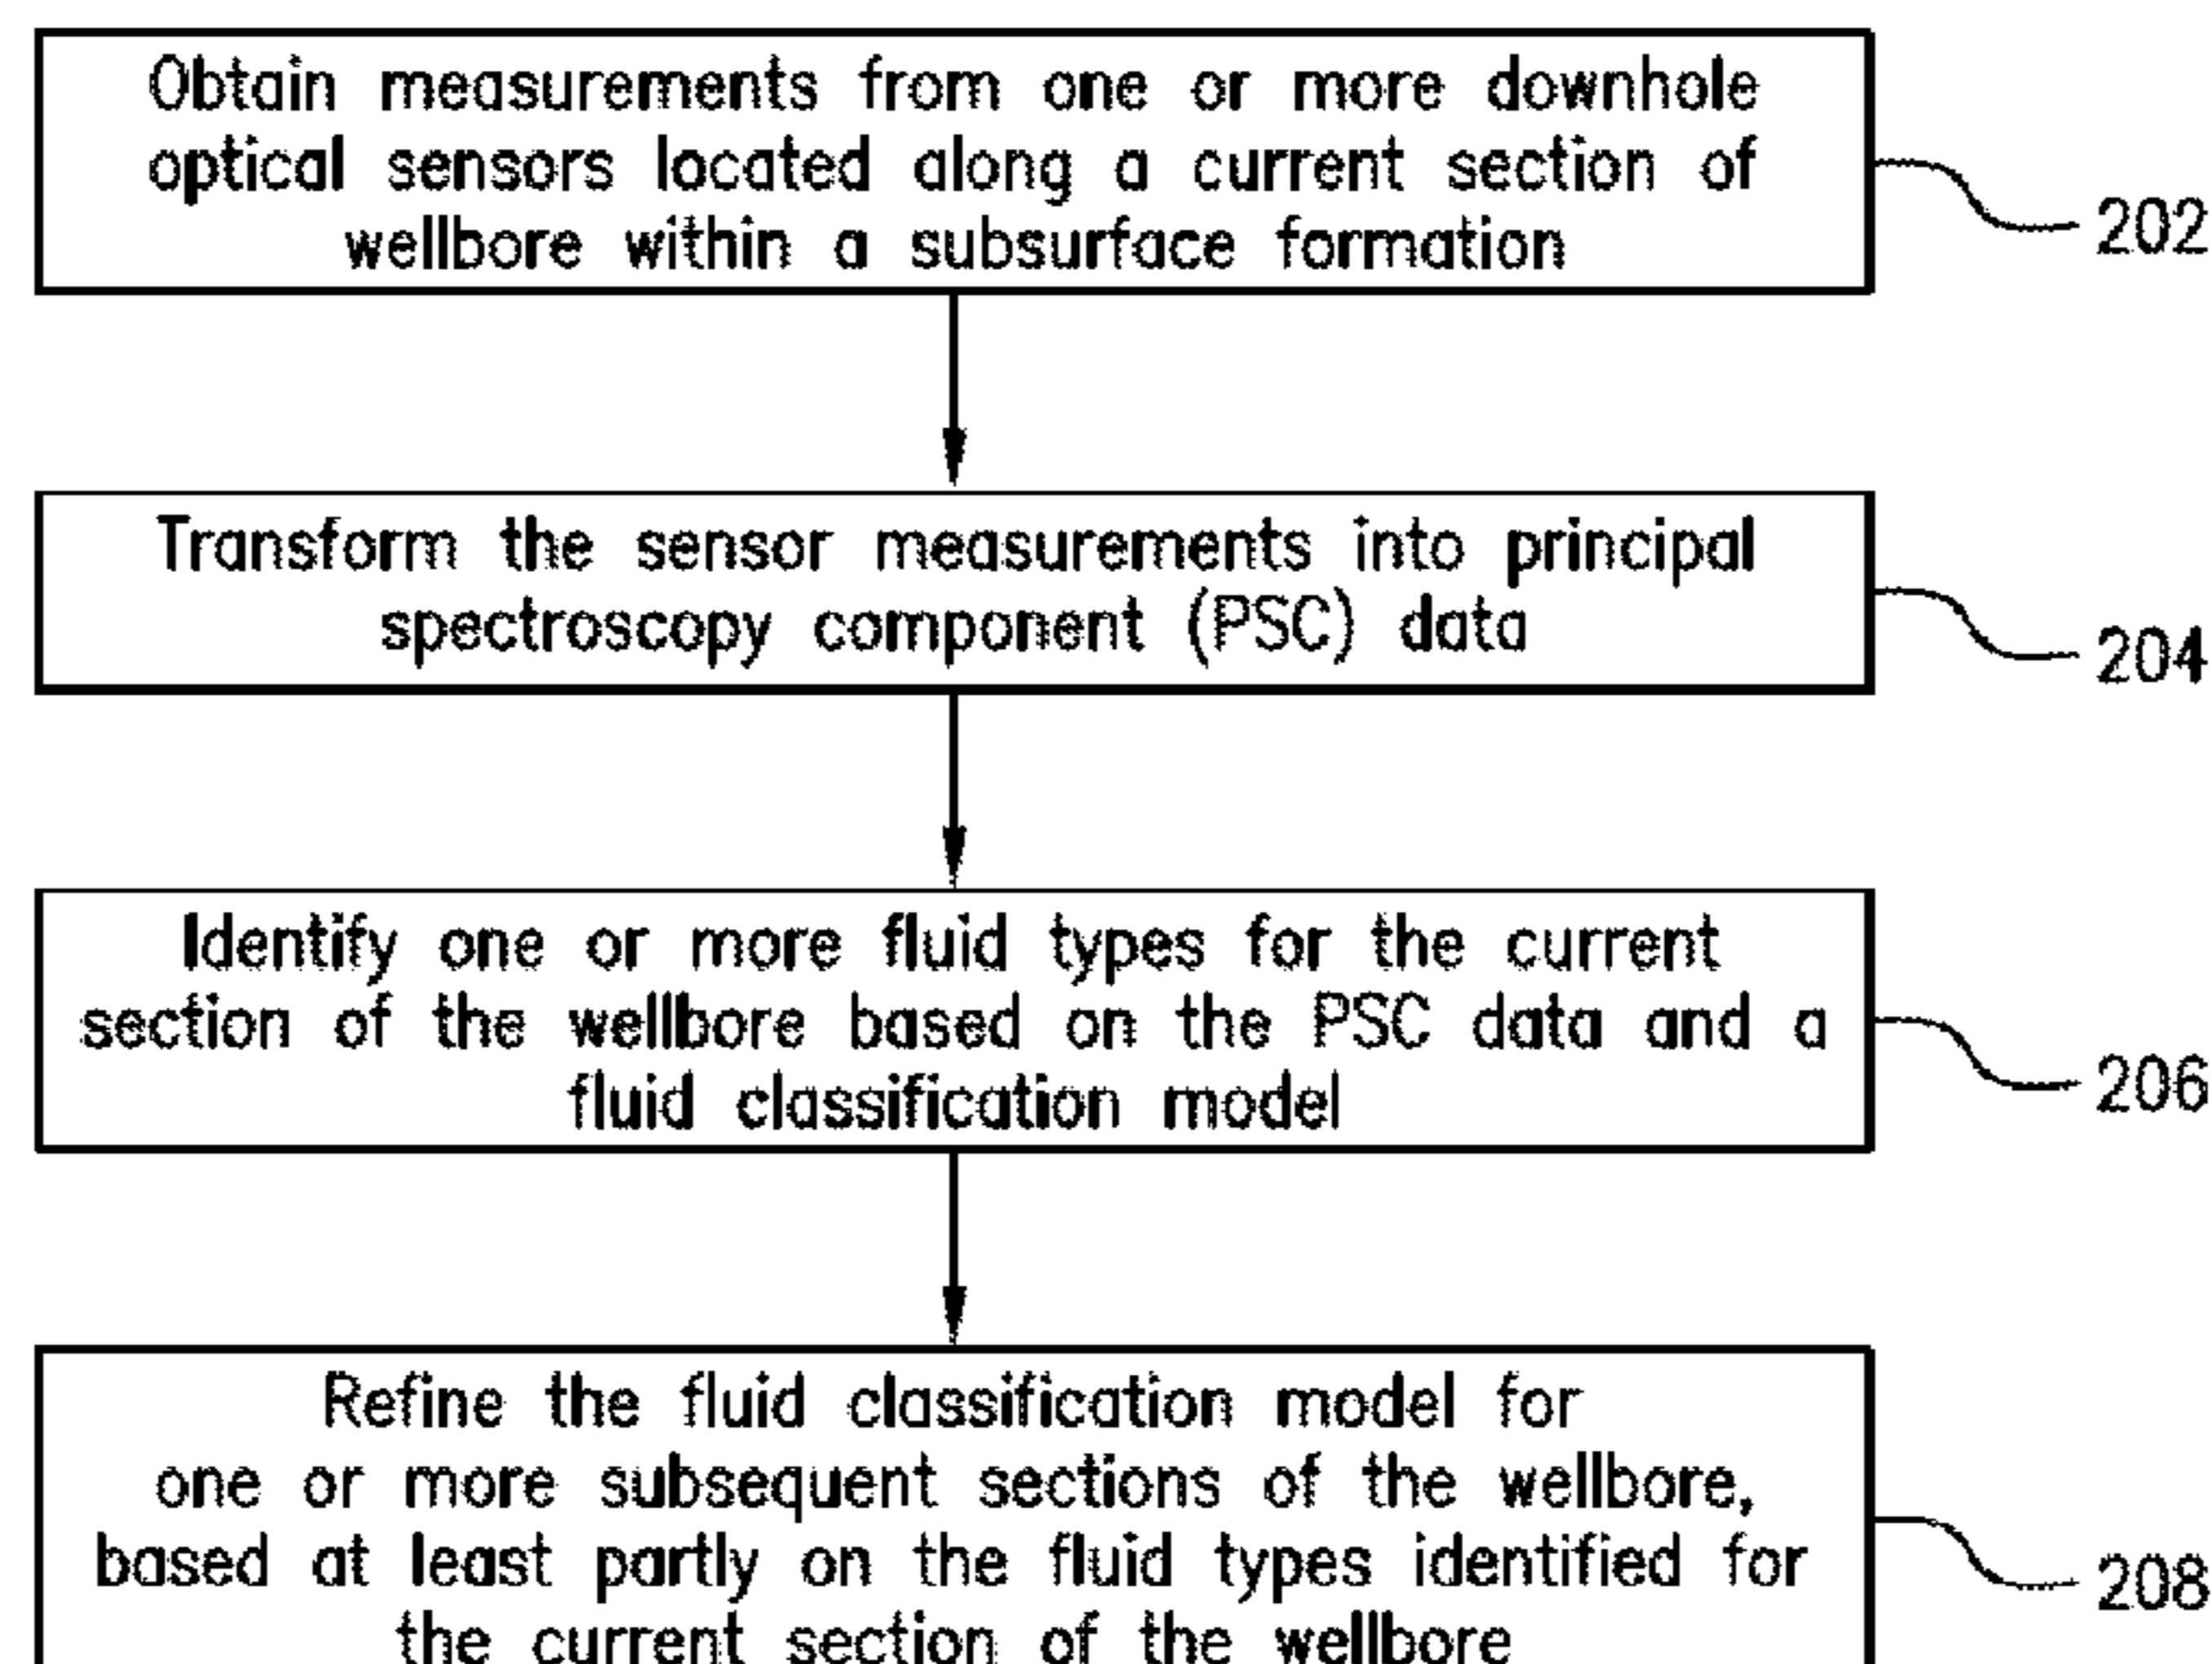 Obtain measurements from one or more downhole
optical sensors located along a current section of
wellbore within a subsurface formation
202
Transform the sensor measurements into principal
spectroscopy component (PSC) data
204
Identify one or more fluid types for the current
section of the wellbore based on the PSC data and a
fluid classification model
206
Refine the fluid classification model for
one or more subsequent sections of the wellbore,
based at least partly on the fluid types identified for
the current section of the wellbore
208